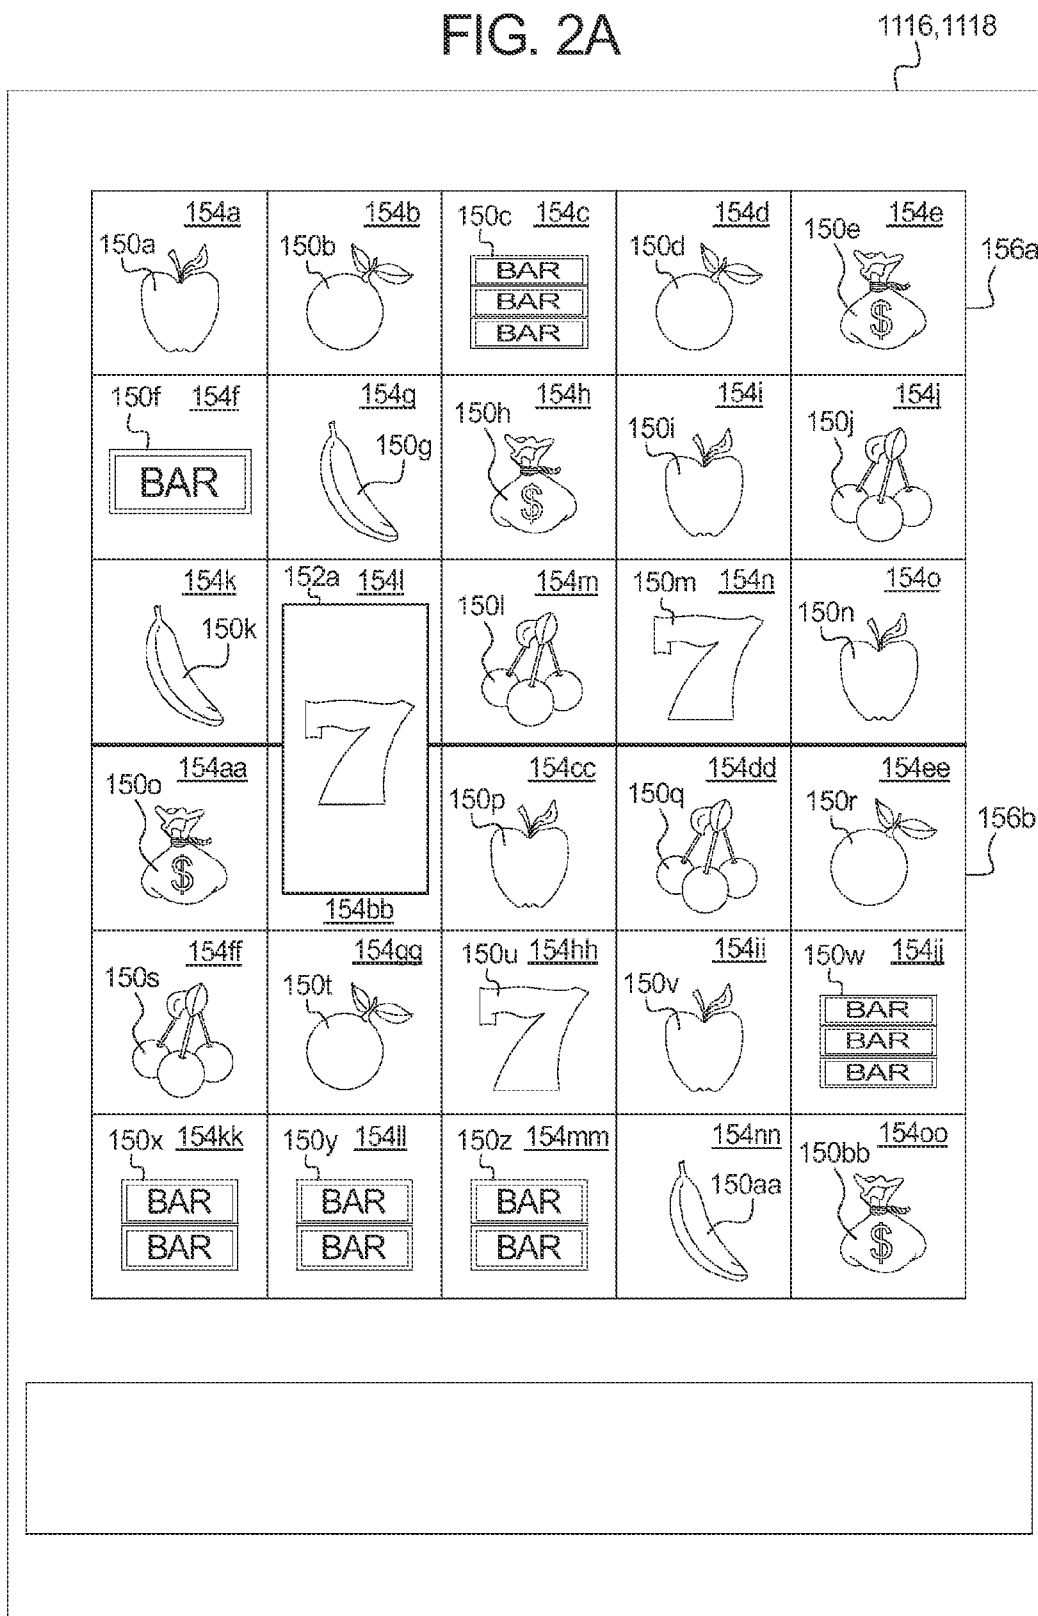 FIG. 2A
1116,1118
154a 154b 150c 154c 154d 154e
150a 150b 150d 150e
BAR
BAR
BAR
$
156a
150f 154f 154g 154h 154i 154j
150g 150h 150i 150j
BAR
$
154k 152a 154l 154m 150m 154n 154o
150k 150l 150n
7 7
154aa 154cc 154dd 154ee
150o 150p 150q 150r
$
156b
154bb
154ff 154gg 150u 154hh 154ii 150w 154jj
150s 150t 150v
7
BAR
BAR
BAR
150x 154kk 150y 154ll 150z 154mm 154nn 154oo
150bb
150aa
BAR BAR BAR
BAR BAR BAR
$